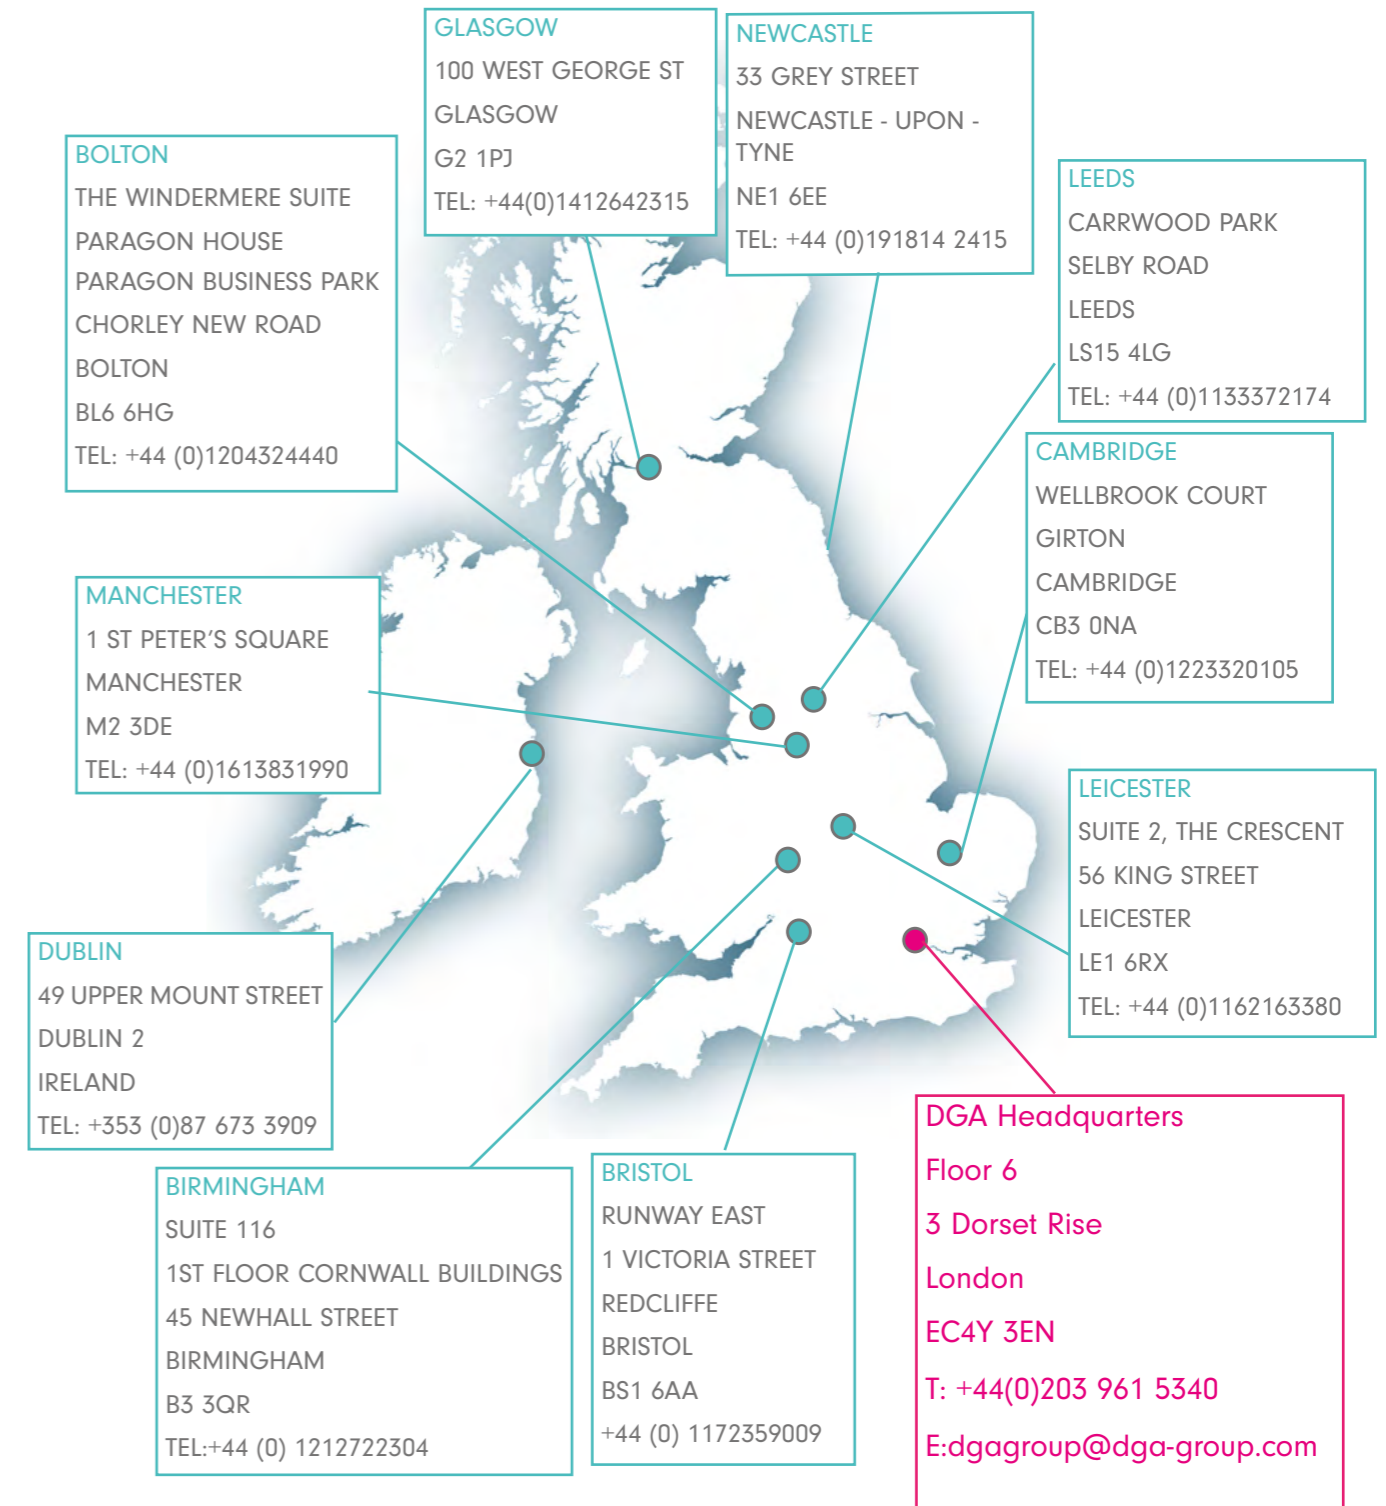 GLASGOW
100 WEST GEORGE ST
GLASGOW
G2 1PJ
TEL: +44(0)1412642315
NEWCASTLE
33 GREY STREET
NEWCASTLE - UPON -
TYNE
NE1 6EE
TEL: +44 (0)191814 2415
BOLTON
THE WINDERMERE SUITE
PARAGON HOUSE
PARAGON BUSINESS PARK
CHORLEY NEW ROAD
BOLTON
BL6 6HG
TEL: +44 (0)1204324440
LEEDS
CARRWOOD PARK
SELBY ROAD
LEEDS
LS15 4LG
TEL: +44 (0)1133372174
CAMBRIDGE
WELLBROOK COURT
GIRTON
CAMBRIDGE
CB3 0NA
TEL: +44 (0)1223320105
MANCHESTER
1 ST PETER'S SQUARE
MANCHESTER
M2 3DE
TEL: +44 (0)1613831990
LEICESTER
SUITE 2, THE CRESCENT
56 KING STREET
LEICESTER
LE1 6RX
TEL: +44 (0)1162163380
DUBLIN
49 UPPER MOUNT STREET
DUBLIN 2
IRELAND
TEL: +353 (0)87 673 3909
BIRMINGHAM
SUITE 116
1ST FLOOR CORNWALL BUILDINGS
45 NEWHALL STREET
BIRMINGHAM
B3 3QR
TEL:+44 (0) 1212722304
BRISTOL
RUNWAY EAST
1 VICTORIA STREET
REDCLIFFE
BRISTOL
BS1 6AA
+44 (0) 1172359009
DGA Headquarters
Floor 6
3 Dorset Rise
London
EC4Y 3EN
T: +44(0)203 961 5340
E:dgagroup@dga-group.com